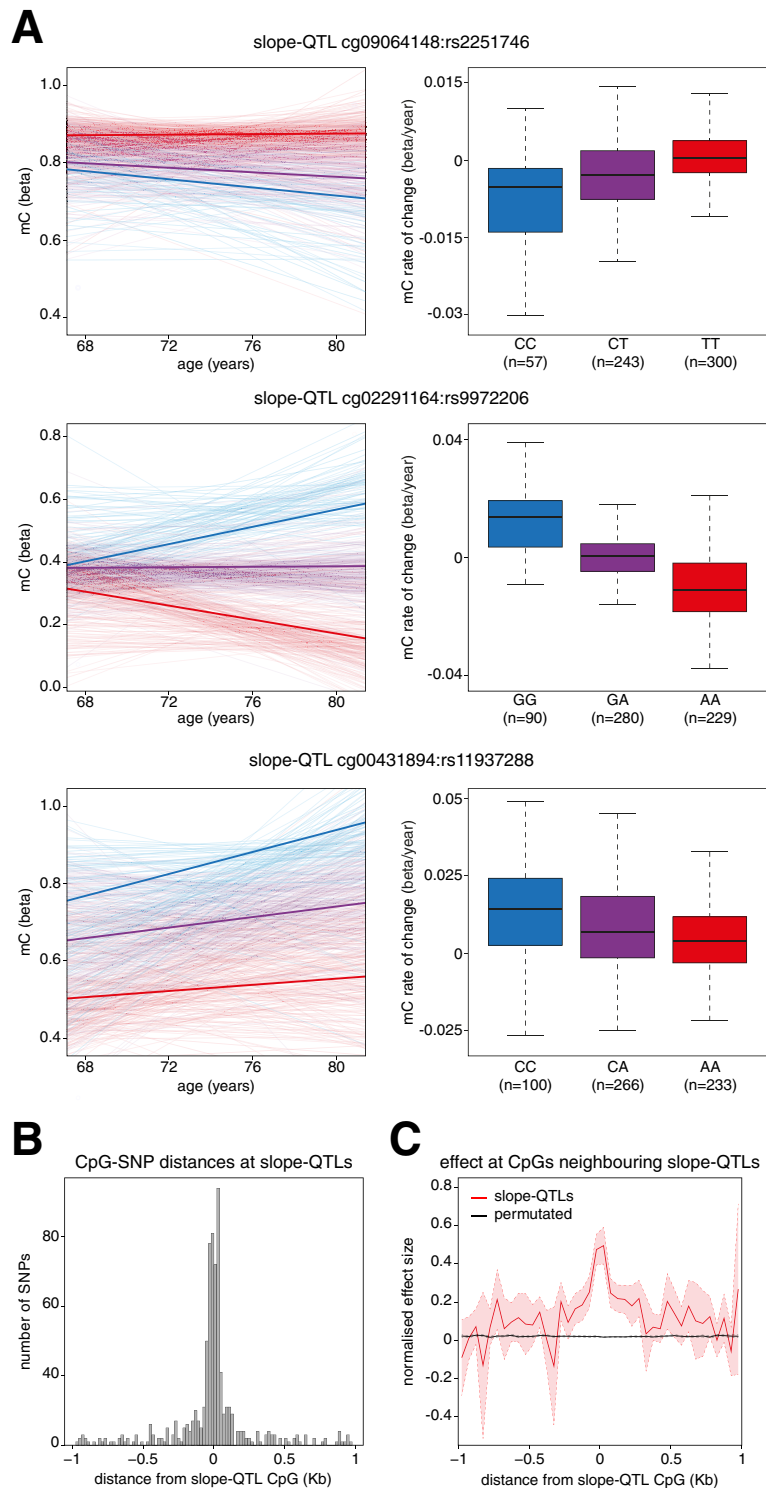 A
slope-QTL cg09064148:rs2251746
mC (beta)
1.0
0.8
0.6
0.4
68 72 76 80
age (years)
mC rate of change (beta/year)
0.015
0
-0.015
-0.03
CC CT TT
(n=57) (n=243) (n=300)
slope-QTL cg02291164:rs9972206
mC (beta)
0.8
0.6
0.4
0.2
0.0
68 72 76 80
age (years)
mC rate of change (beta/year)
0.04
0
-0.04
GG GA AA
(n=90) (n=280) (n=229)
slope-QTL cg00431894:rs11937288
mC (beta)
1.0
0.8
0.6
0.4
68 72 76 80
age (years)
mC rate of change (beta/year)
0.05
0.025
0
-0.025
CC CA AA
(n=100) (n=266) (n=233)
B
CpG-SNP distances at slope-QTLs
number of SNPs
80
60
40
0
−1 −0.5 0 0.5 1
distance from slope-QTL CpG (Kb)
C
effect at CpGs neighbouring slope-QTLs
slope-QTLs
permutated
normalised effect size
0.8
0.6
0.4
0.2
0
-0.2
-0.4
−1 −0.5 0 0.5 1
distance from slope-QTL CpG (Kb)